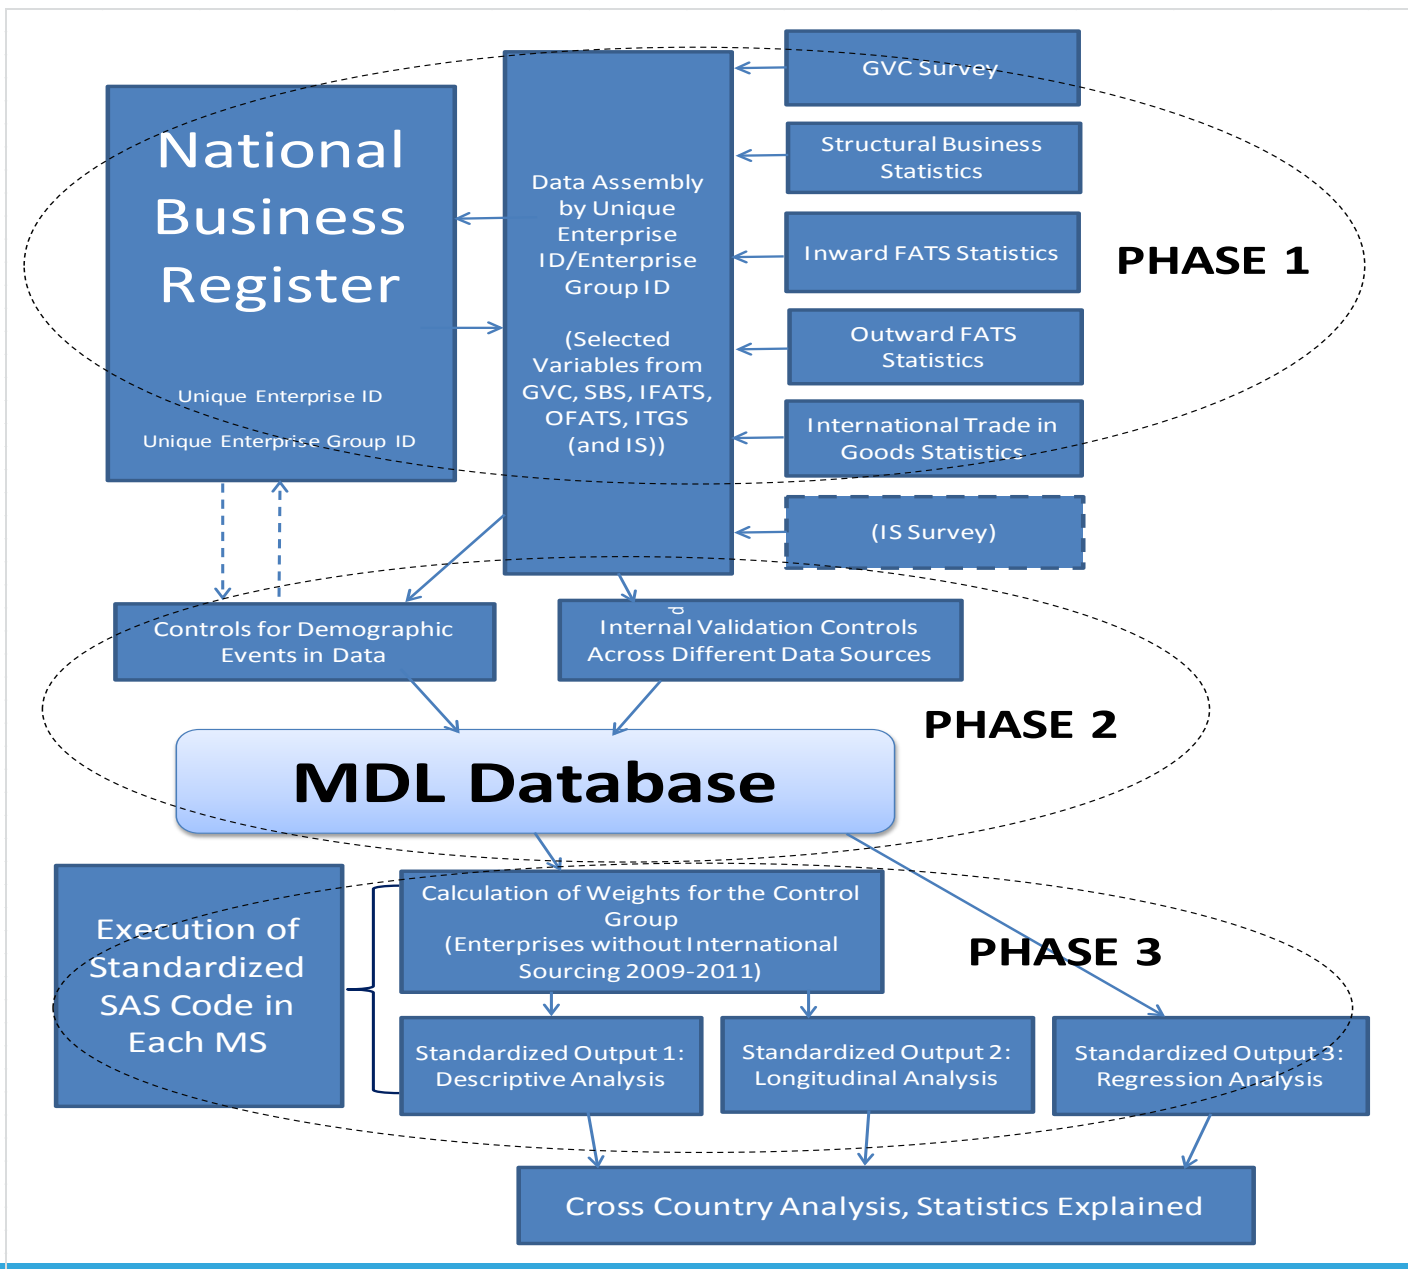 National
Business
Register
Unique Enterprise ID
Unique Enterprise Group ID
Data Assembly
by Unique
Enterprise
ID/Enterprise
Group ID
(Selected
Variables from
GVC, SBS, IFATS,
OFATS, ITGS
(and IS))
GVC Survey
Structural Business
Statistics
Inward FATS Statistics
Outward FATS
Statistics
International Trade in
Goods Statistics
(IS Survey)
PHASE 1
Controls for Demographic
Events in Data
d
Internal Validation Controls
Across Different Data Sources
PHASE 2
MDL Database
Execution of
Standardized
SAS Code in
Each MS
Calculation of Weights for the Control
Group
(Enterprises without International
Sourcing 2009-2011)
PHASE 3
Standardized Output 1:
Descriptive Analysis
Standardized Output 2:
Longitudinal Analysis
Standardized Output 3:
Regression Analysis
Cross Country Analysis, Statistics Explained